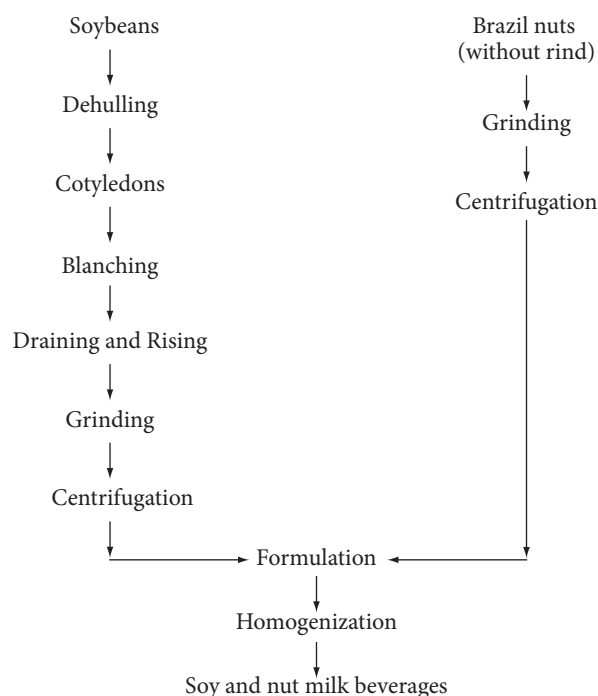 Soybeans
Dehulling
Cotyledons
Blanching
Draining and Rising
Grinding
Centrifugation
Brazil nuts
(without rind)
Grinding
Centrifugation
Formulation
Homogenization
Soy and nut milk beverages